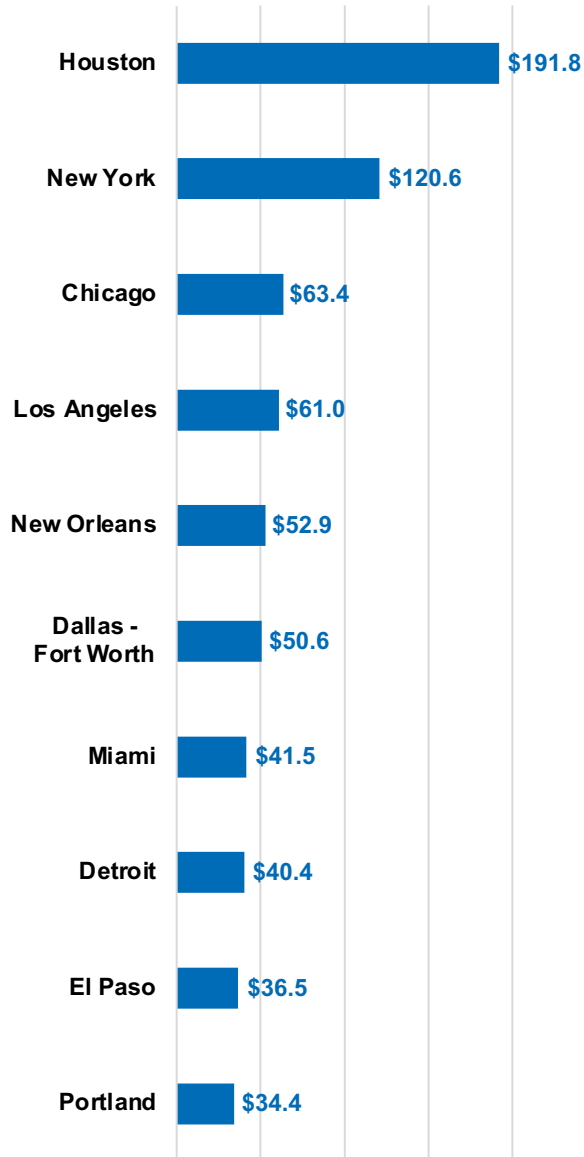 Houston
$191.8
New York
$120.6
Chicago
$63.4
Los Angeles
$61.0
New Orleans
$52.9
Dallas -
Fort Worth
$50.6
Miami
$41.5
Detroit
$40.4
El Paso
$36.5
Portland
$34.4